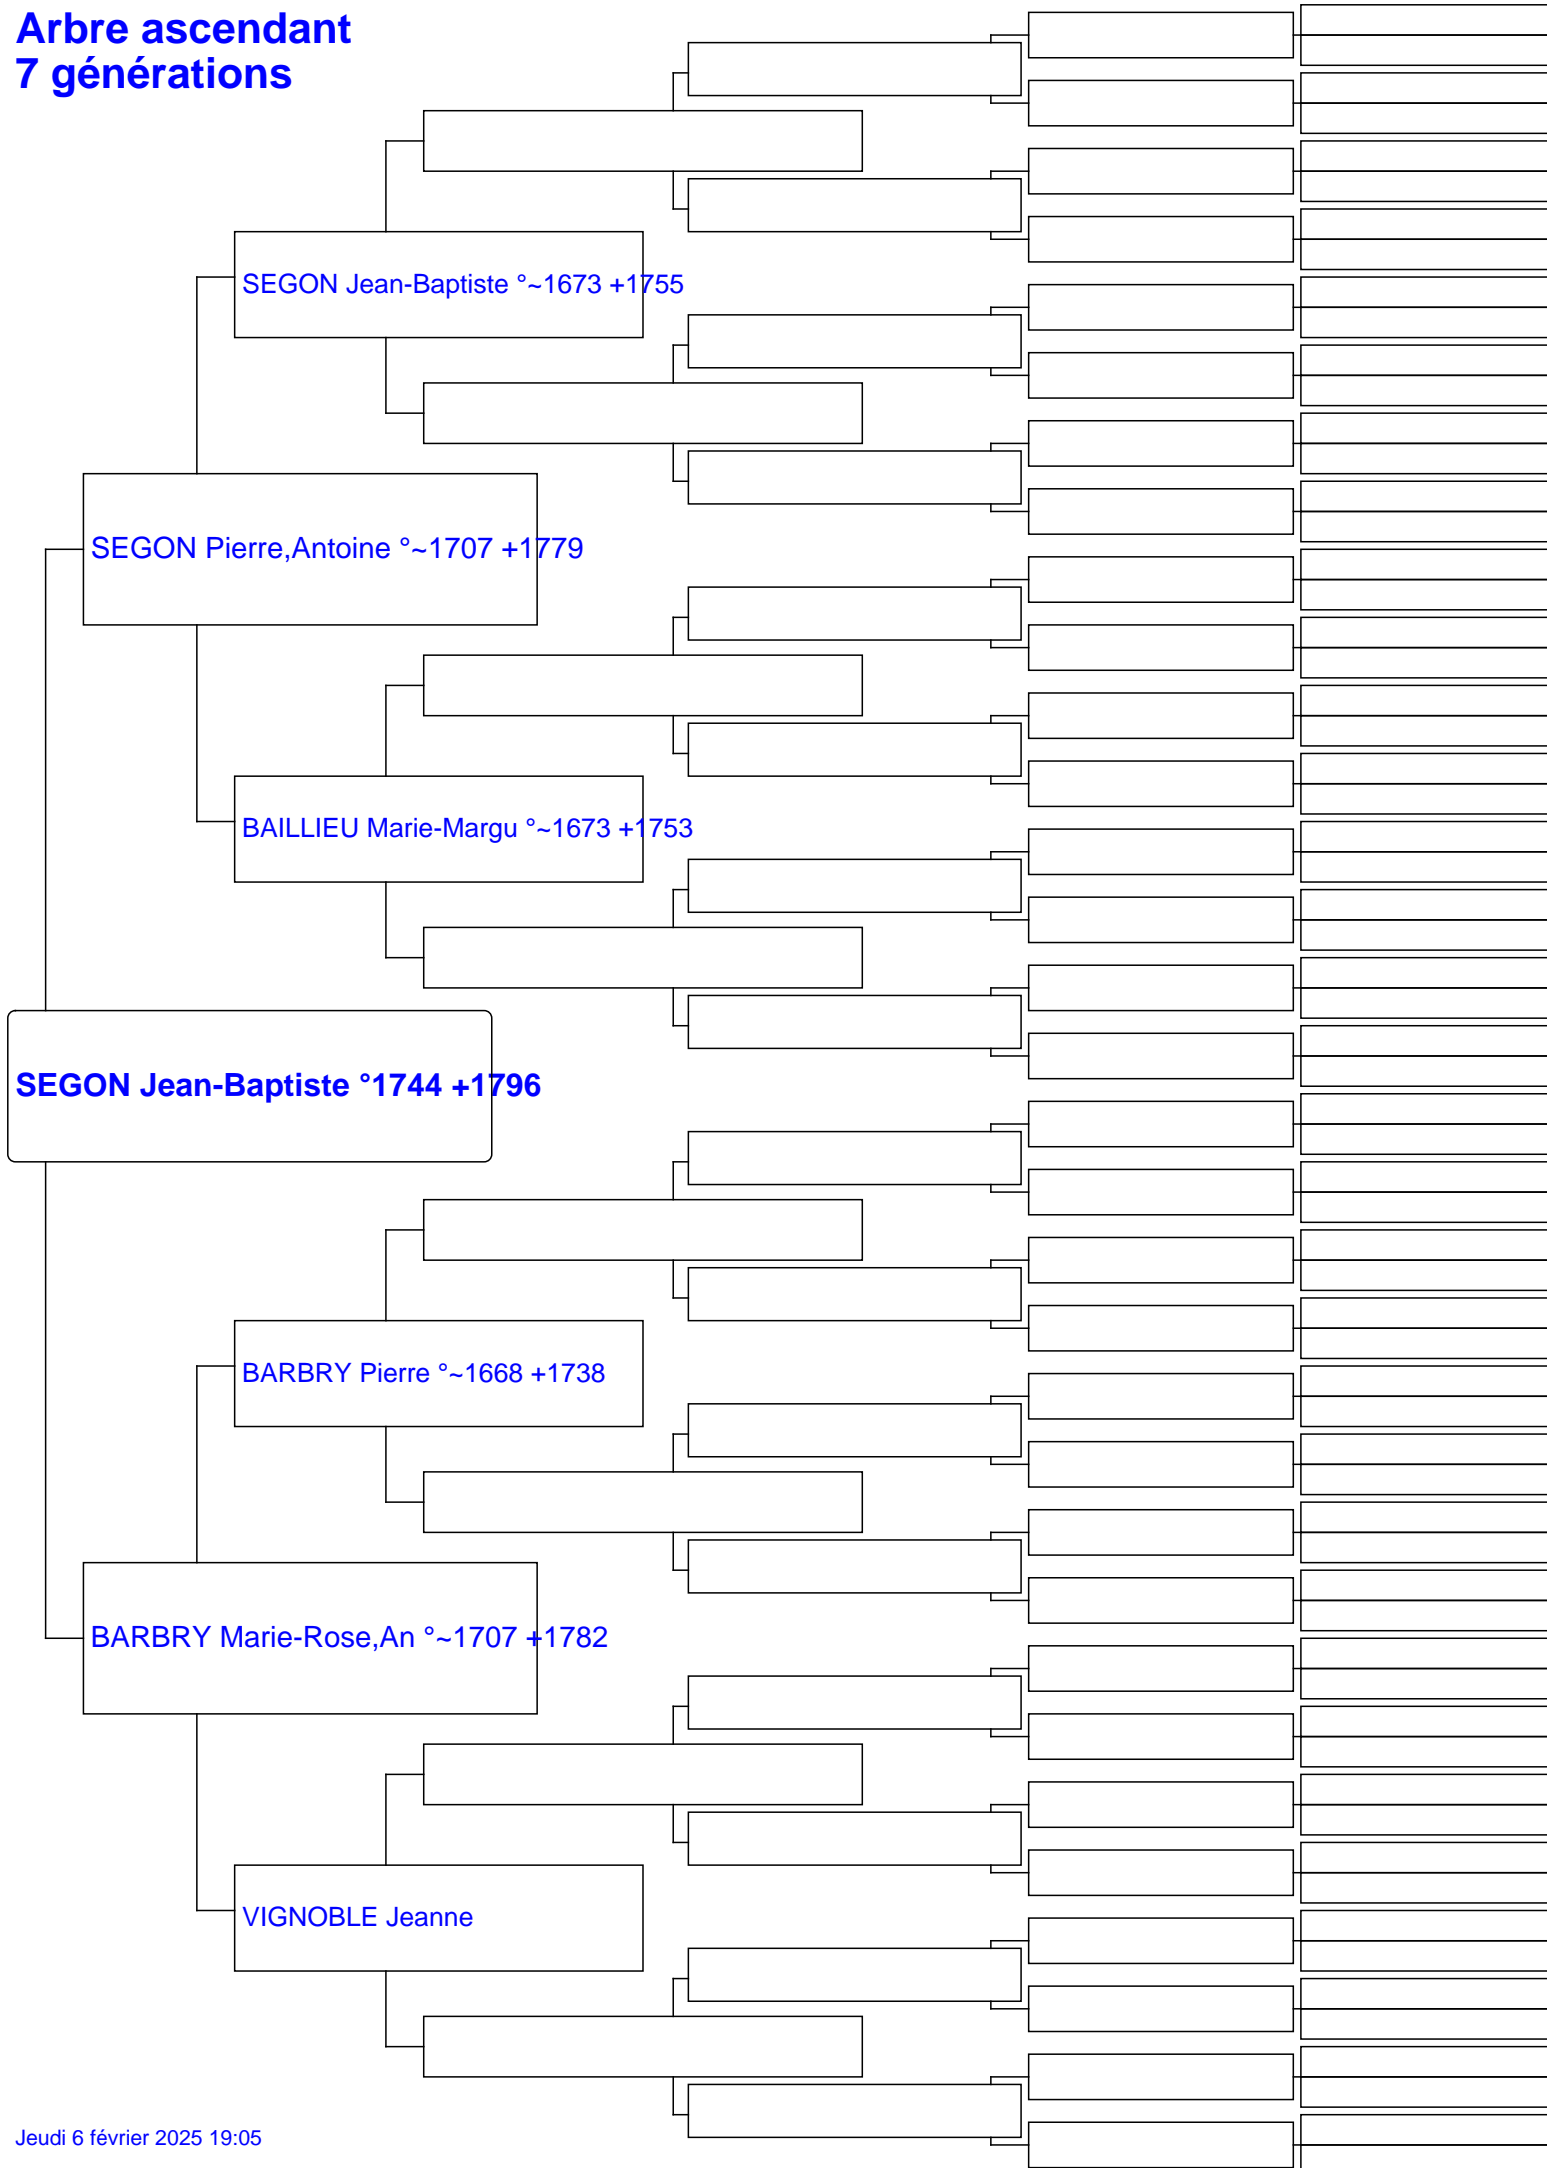 Arbre ascendant
7 générations
SEGON Jean-Baptiste °~1673 +1755
SEGON Pierre,Antoine °~1707 +1779
BAILLIEU Marie-Margu °~1673 +1753
SEGON Jean-Baptiste °1744 +1796
BARBRY Pierre °~1668 +1738
BARBRY Marie-Rose,An °~1707 +1782
VIGNOBLE Jeanne
Jeudi 6 février 2025 19:05